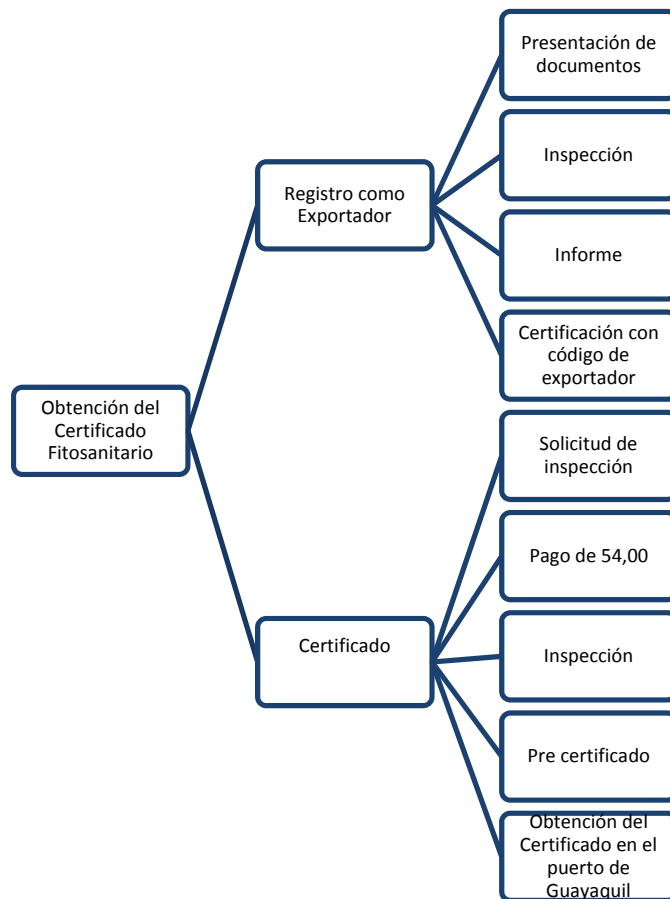 Presentación de
documentos
Inspección
Registro como
Exportador
Informe
Certificación con
código de
exportador
Obtención del
Certificado
Fitosanitario
Solicitud de
inspección
Pago de 54,00
Certificado
Inspección
Pre certificado
Obtención del
Certificado en el
puerto de
Guayaquil